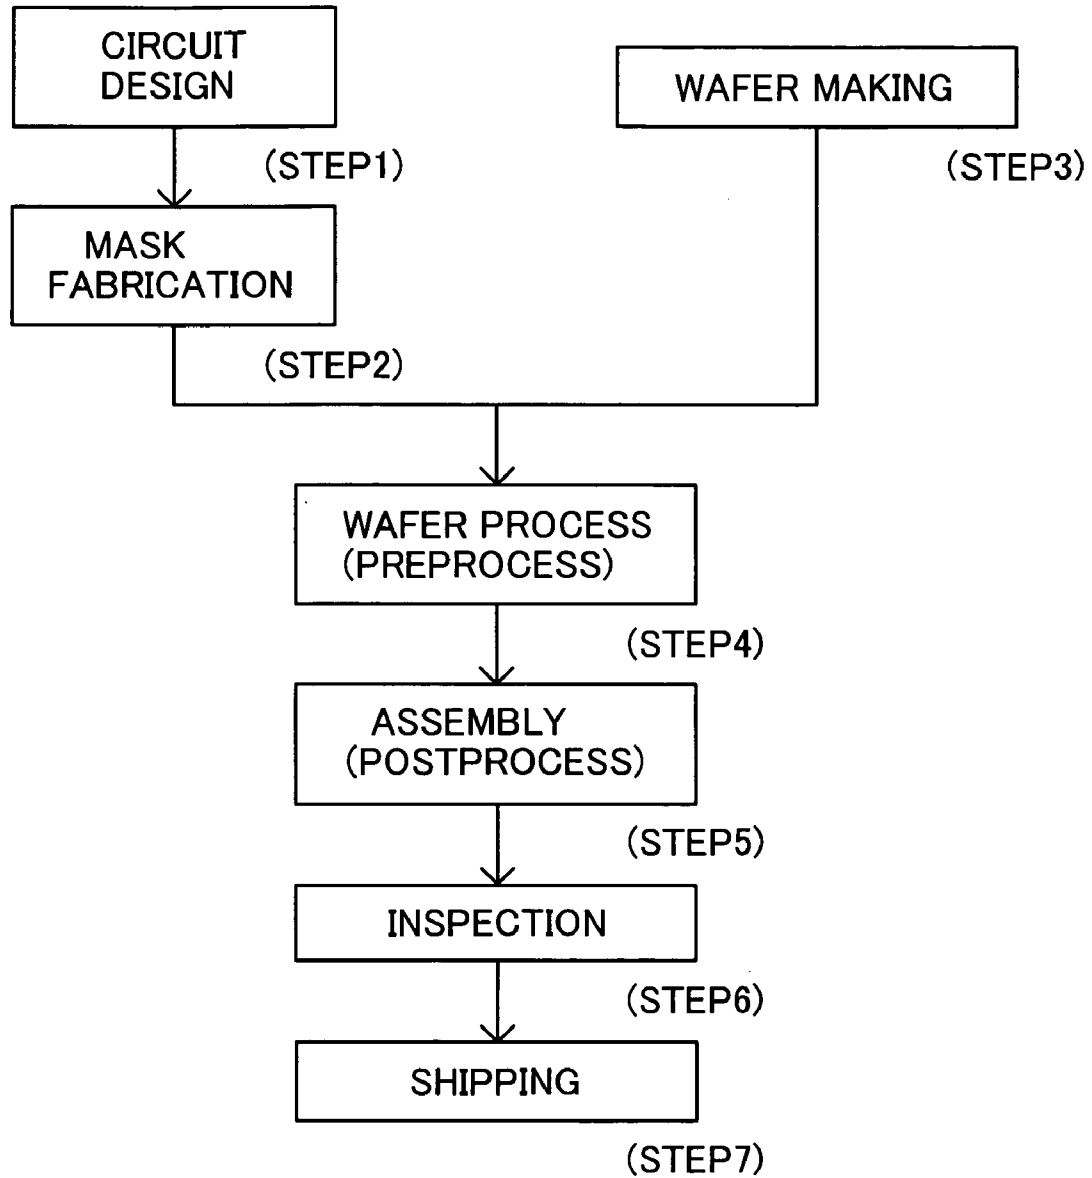 CIRCUIT
DESIGN
(STEP1)
WAFER MAKING
(STEP3)
MASK
FABRICATION
(STEP2)
WAFER PROCESS
(PREPROCESS)
(STEP4)
ASSEMBLY
(POSTPROCESS)
(STEP5)
INSPECTION
(STEP6)
SHIPPING
(STEP7)